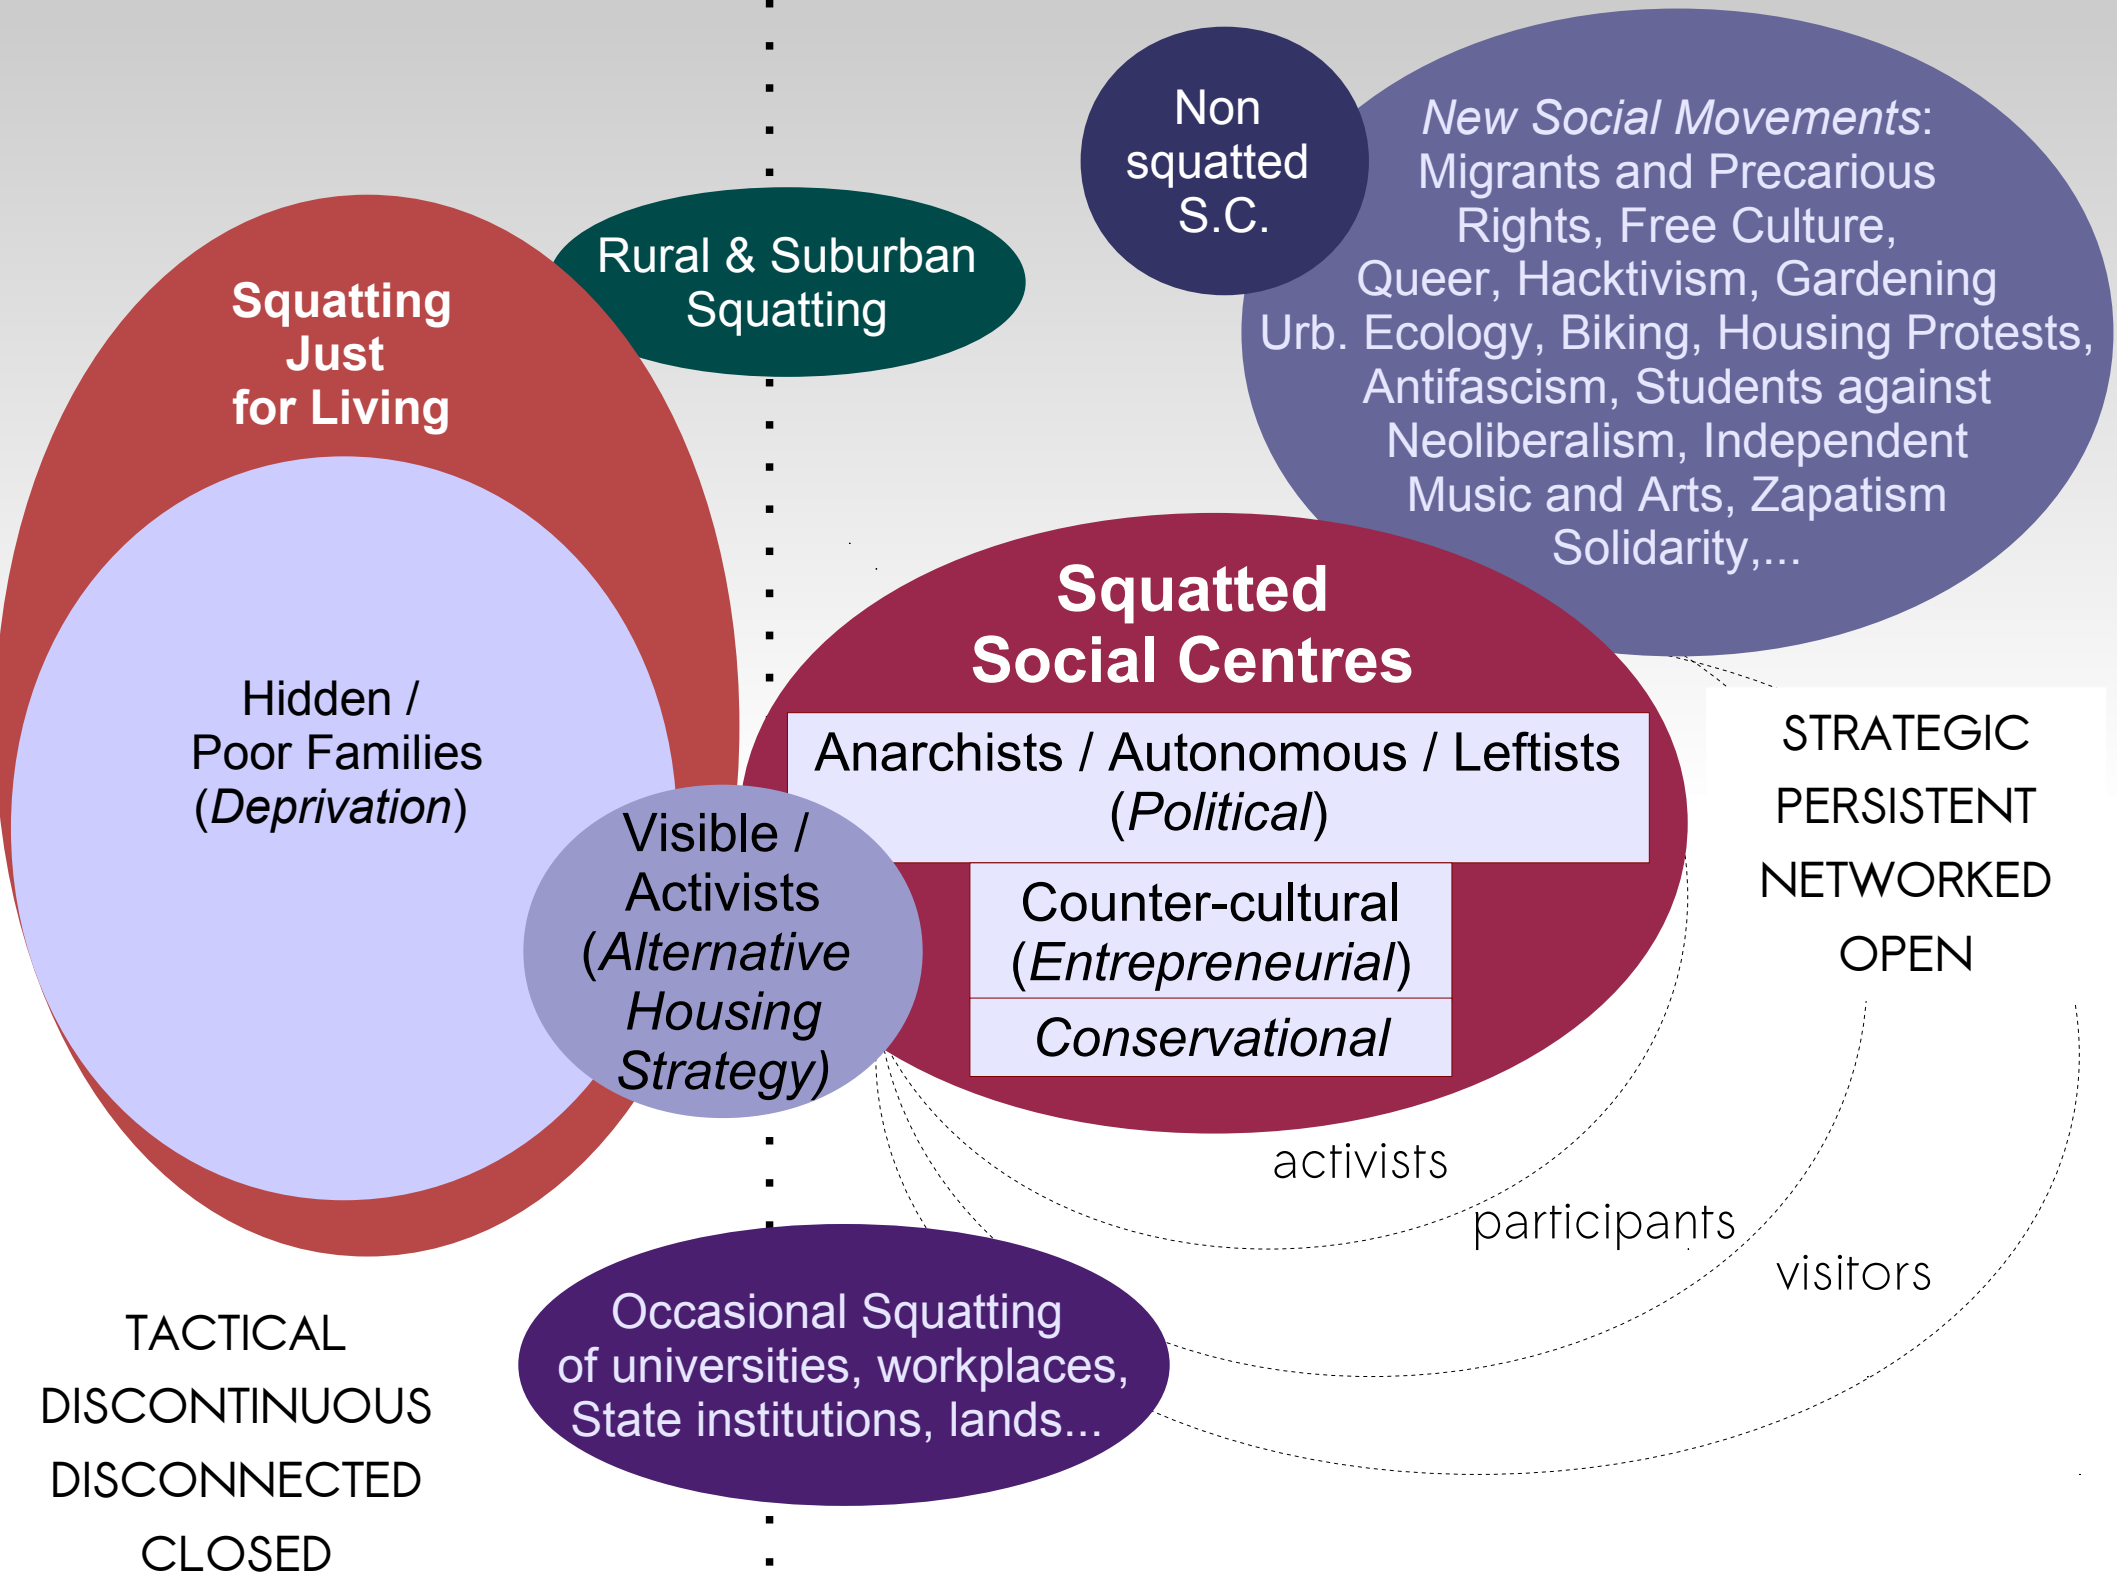 Non
squatted
S.C.
New Social Movements:
Migrants and Precarious
Rights, Free Culture,
Queer, Hacktivism, Gardening
Urb. Ecology, Biking, Housing Protests,
Antifascism, Students against
Neoliberalism, Independent
Music and Arts, Zapatism
Solidarity,...
Rural & Suburban
Squatting
Squatting
Just
for Living
Hidden /
Poor Families
(Deprivation)
Squatted
Social Centres
Anarchists / Autonomous / Leftists
(Political)
Counter-cultural
(Entrepreneurial)
Conservational
Visible /
Activists
(Alternative
Housing
Strategy)
STRATEGIC
PERSISTENT
NETWORKED
OPEN
activists
participants
visitors
Occasional Squatting
of universities, workplaces,
State institutions, lands...
TACTICAL
DISCONTINUOUS
DISCONNECTED
CLOSED